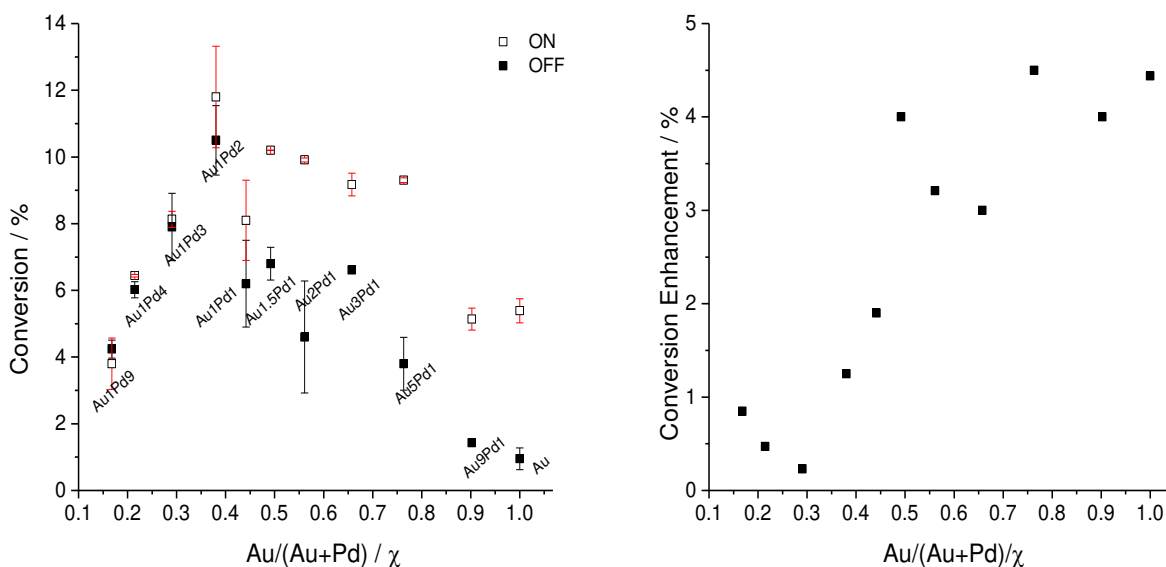 14
12
10
8
6
4
2
0
Conversion / %
ON
OFF
Au1Pd9
Au1Pd4
Au1Pd3
Au1Pd2
Au1Pd1
Au1.5Pd1
Au2Pd1
Au3Pd1
Au5Pd1
Au9Pd1
Au
0.1 0.2 0.3 0.4 0.5 0.6 0.7 0.8 0.9 1.0
Au/(Au+Pd) / χ
5
4
3
2
1
0
Conversion Enhancement / %
0.1 0.2 0.3 0.4 0.5 0.6 0.7 0.8 0.9 1.0
Au/(Au+Pd)/χ